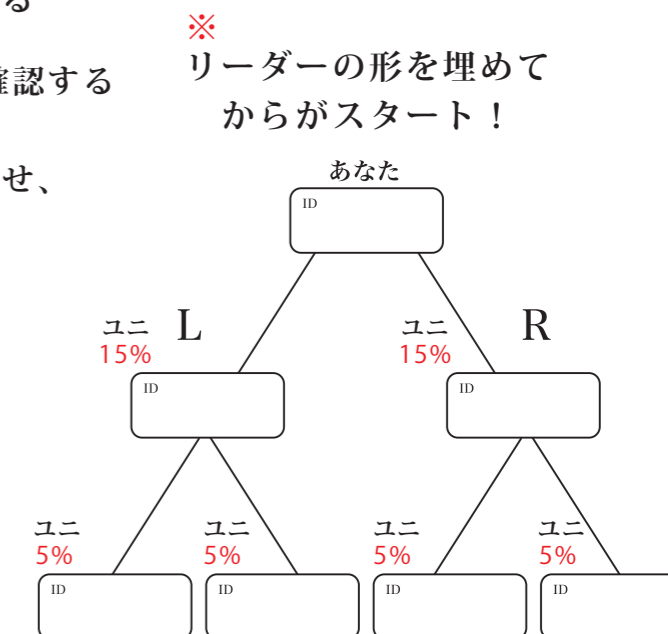 る
※
リーダーの形を埋めて
確認する
からがスタート！
せ、
あなた
ID
ユニ L
15%
ユニ R
15%
ID
ID
ユニ
5%
ユニ
5%
ユニ
5%
ユニ
5%
ID
ID
ID
ID